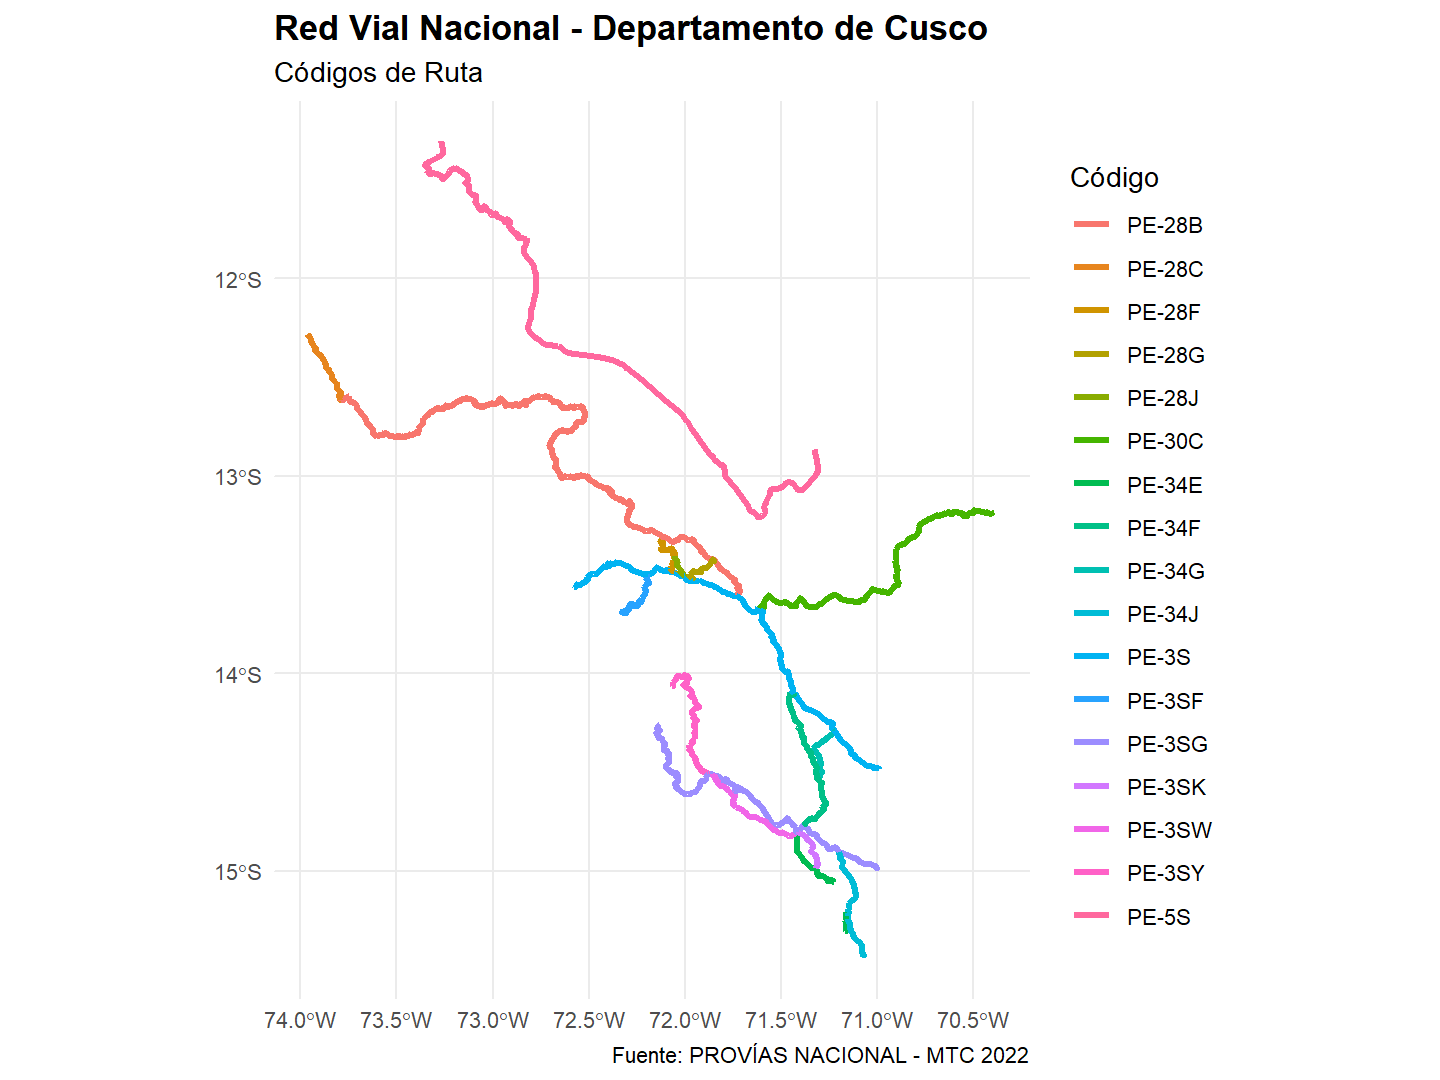 Red Vial Nacional - Departamento de Cusco
Códigos de Ruta
12°S
13°S
14°S
15°S
74.0°W
73.5°W
73.0°W
72.5°W
72.0°W
71.5°W
71.0°W
70.5°W
Código
PE-28B
PE-28C
PE-28F
PE-28G
PE-28J
PE-30C
PE-34E
PE-34F
PE-34G
PE-34J
PE-3S
PE-3SF
PE-3SG
PE-3SK
PE-3SW
PE-3SY
PE-5S
Fuente: PROVÍAS NACIONAL - MTC 2022